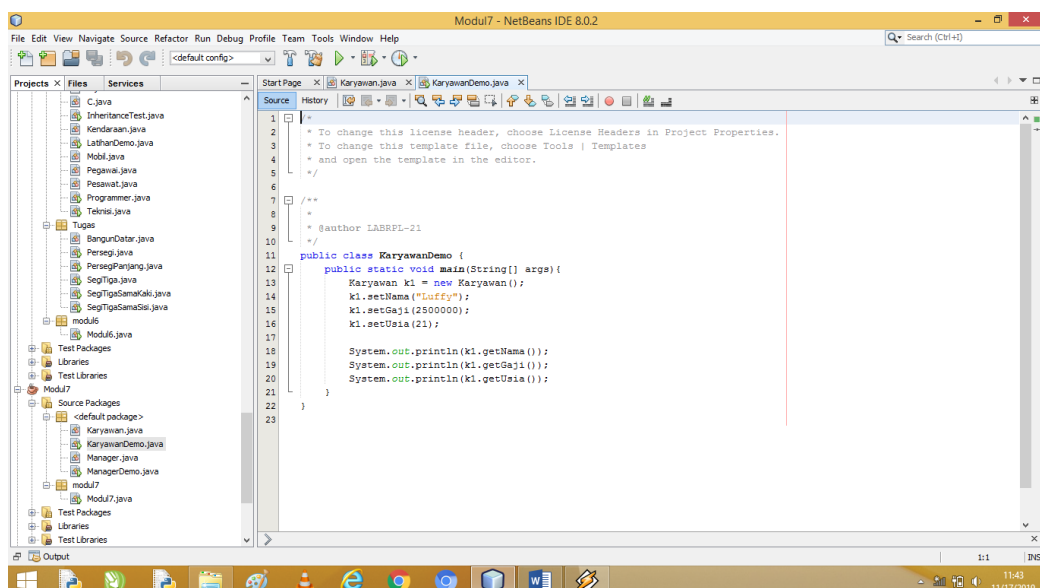 Modul7 - NetBeans IDE 8.0.2
File Edit View Navigate Source Refactor Run Debug Profile Team Tools Window Help
Search (Ctrl+I)
<default config>
Projects Files Services
Start Page Karyawan.java KaryawanDemo.java
Source History
C.java
InheritanceTest.java
Kendaraan.java
LatihanDemo.java
Mobil.java
Pegawai.java
Pesawat.java
Programmer.java
Teknisi.java
Tugas
BangunDatar.java
Persegi.java
PersegiPanjang.java
SegiTiga.java
SegiTigaSamaKaki.java
SegiTigaSamaSisi.java
modul6
Modul6.java
Test Packages
Libraries
Test Libraries
Modul7
Source Packages
<default package>
Karyawan.java
KaryawanDemo.java
Manager.java
ManagerDemo.java
modul7
Modul7.java
Test Packages
Libraries
Test Libraries
1 /*
2 * To change this license header, choose License Headers in Project Properties.
3 * To change this template file, choose Tools | Templates
4 * and open the template in the editor.
5 */
6
7 /**
8 *
9 * @author LABRPL-21
10 */
11 public class KaryawanDemo {
12 public static void main(String[] args){
13 Karyawan k1 = new Karyawan();
14 k1.setNama("Luffy");
15 k1.setGaji(2500000);
16 k1.setUsia(21);
17
18 System.out.println(k1.getNama());
19 System.out.println(k1.getGaji());
20 System.out.println(k1.getUsia());
21 }
22 }
23
Output
1:1 INS
11:43